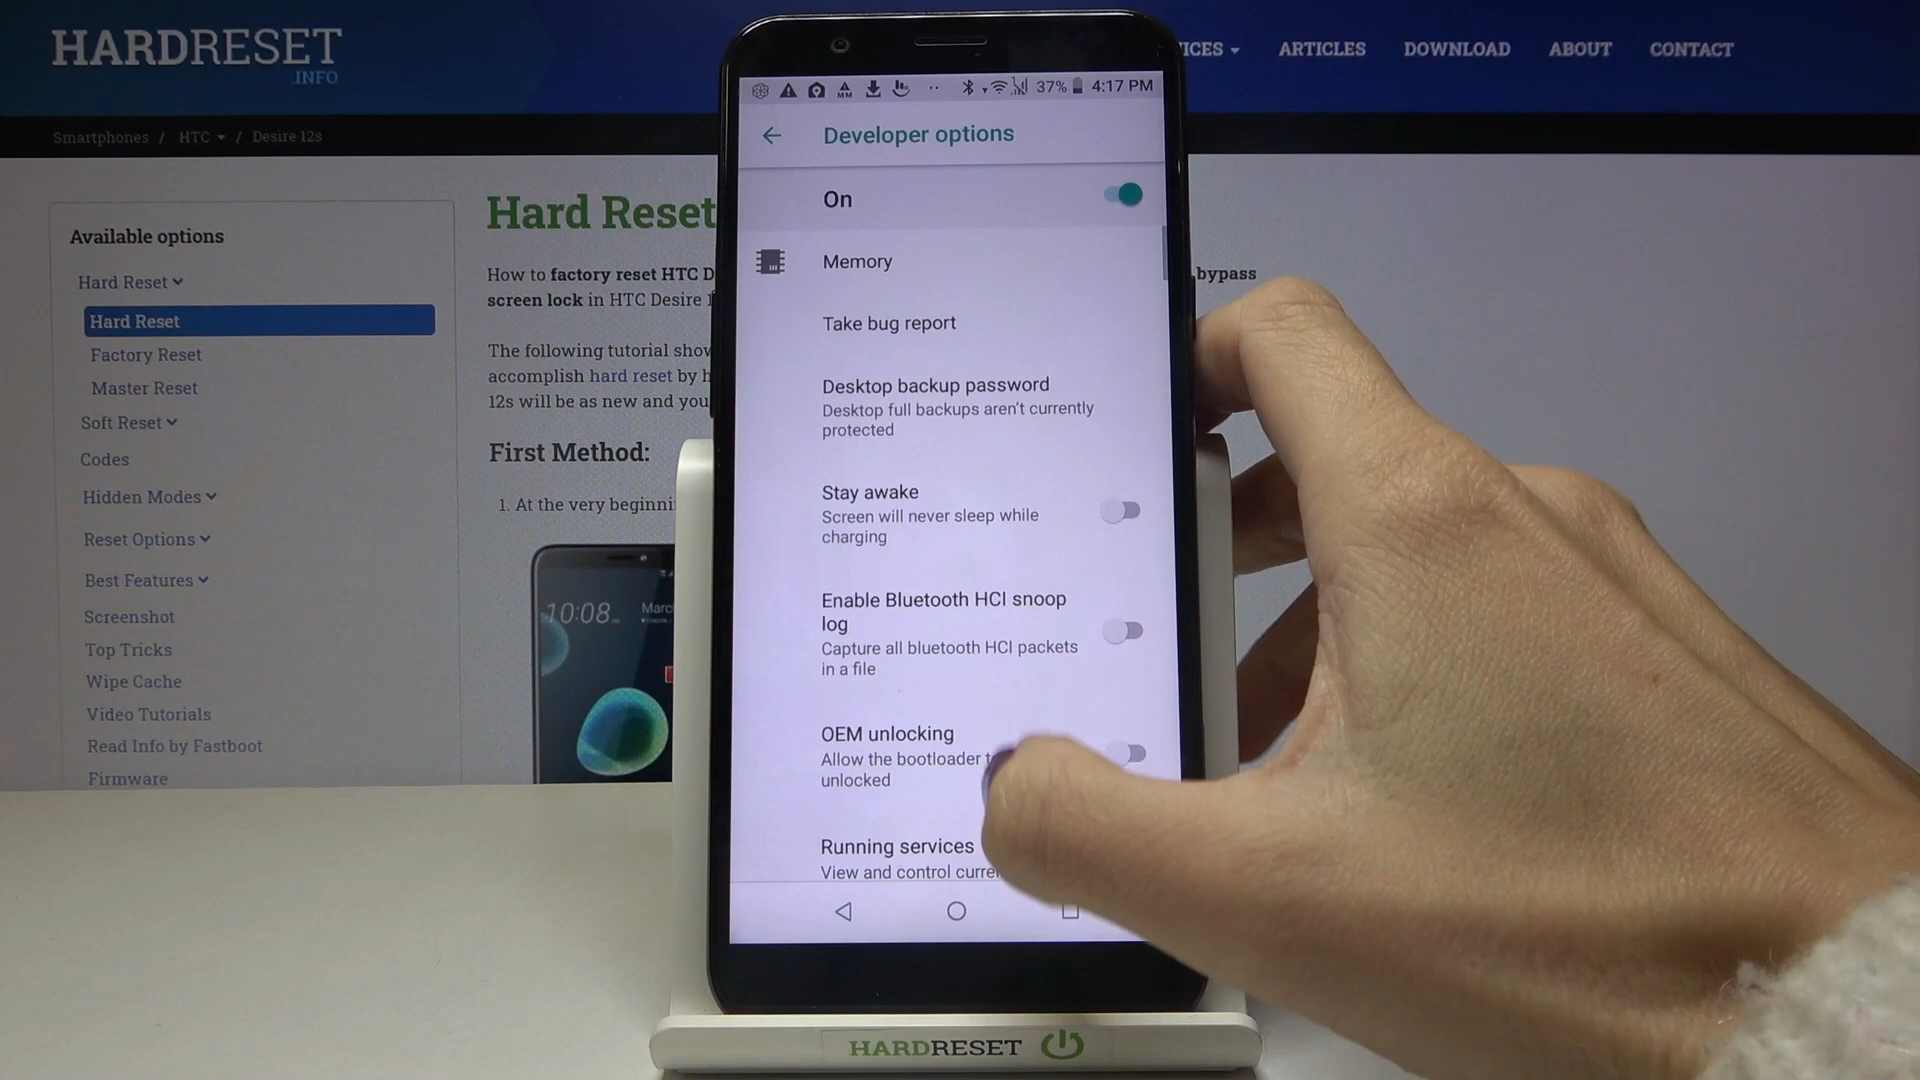 HARDRESET
.INFO
ARTICLES
DOWNLOAD
ABOUT
CONTACT
Smartphones / HTC / Desire 12s
Available options
Hard Reset
Hard Reset
Factory Reset
Master Reset
Soft Reset
Codes
Hidden Modes
Reset Options
Best Features
Screenshot
Top Tricks
Wipe Cache
Video Tutorials
Read Info by Fastboot
Firmware
Hard Reset
How to factory reset HTC
bypass
screen lock in HTC Desire
The following tutorial
accomplish hard reset by
12s will be as new and you
First Method:
1. At the very
10:08
37% 4:17 PM
Developer options
On
Memory
Take bug report
Desktop backup password
Desktop full backups aren't currently
protected
Stay awake
Screen will never sleep while
charging
Enable Bluetooth HCI snoop
log
Capture all bluetooth HCI packets
in a file
OEM unlocking
Allow the bootloader
unlocked
Running services
View and control
HARDRESET